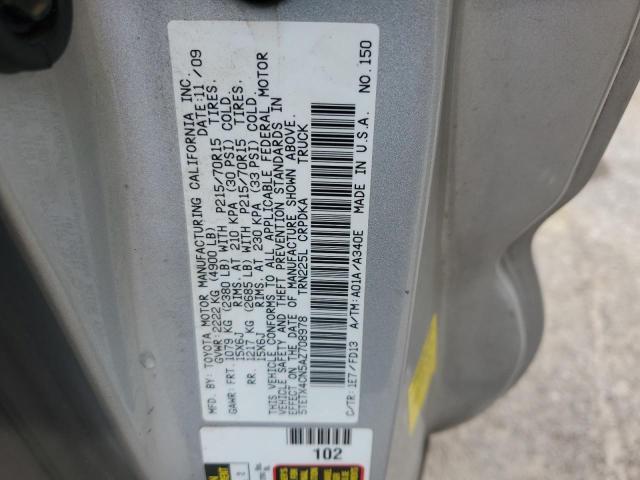 MFD. BY: TOYOTA MOTOR MANUFACTURING CALIFORNIA INC.
GVWR: 2222 KG (4900 LB) DATE: 11/09
GAWR: FRT. 1079 KG (2380 LB) WITH P215/70R15 TIRES.
15X6J RIMS. AT 210 KPA (30 PSI) COLD.
RR. 1217 KG (2685 LB) WITH P215/70R15 TIRES.
15X6J RIMS. AT 230 KPA (33 PSI) COLD.
THIS VEHICLE CONFORMS TO ALL APPLICABLE FEDERAL MOTOR
VEHICLE SAFETY AND THEFT PREVENTION STANDARDS IN
EFFECT ON THE DATE OF MANUFACTURE SHOWN ABOVE.
5TETX4CN5AZ708978 TRN225L CRPDKA TRUCK
C/TR: 1E7/FD13 A/TM: A01A/A340E MADE IN U.S.A. NO. 150
102